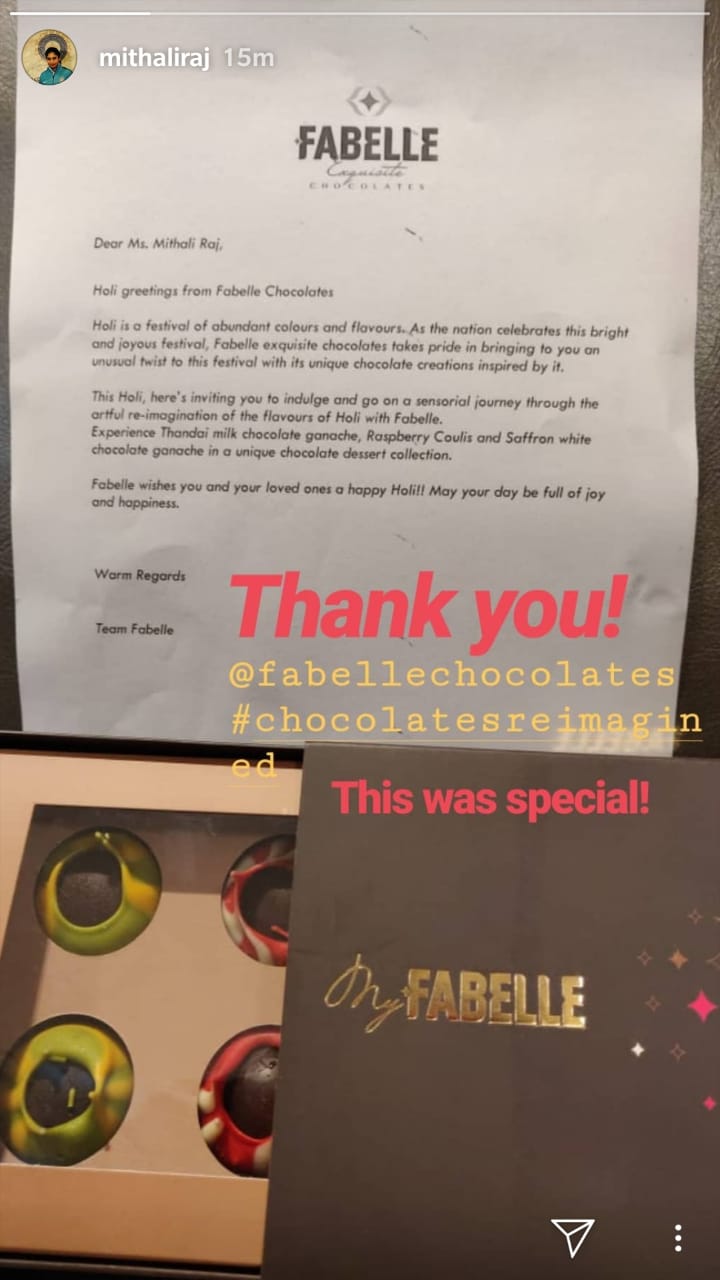 mithaliraj 15m
FABELLE
Exquisite
CHOCOLATES
Dear Ms. Mithali Raj,
Holi greetings from Fabelle Chocolates
Holi is a festival of abundant colours and flavours. As the nation celebrates this bright
and joyous festival, Fabelle exquisite chocolates takes pride in bringing to you an
unusual twist to this festival with its unique chocolate creations inspired by it.
This Holi, here's inviting you to indulge and go on a sensorial journey through the
artful re-imagination of the flavours of Holi with Fabelle.
Experience Thandai milk chocolate ganache, Raspberry Coulis and Saffron white
chocolate ganache in a unique chocolate dessert collection.
Fabelle wishes you and your loved ones a happy Holi!! May your day be full of joy
and happiness.
Warm Regards
Team Fabelle
Thank you!
@fabellechocolates
#chocolatesreimagin
ed
This was special!
My FABELLE